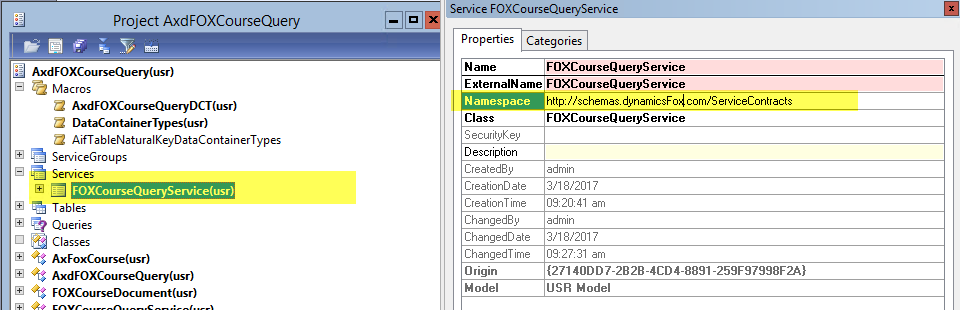 Project AxdFOXCourseQuery
AxdFOXCourseQuery(usr)
Macros
AxdFOXCourseQueryDCT(usr)
DataContainerTypes(usr)
AifTableNaturalKeyDataContainerTypes
ServiceGroups
Services
FOXCourseQueryService(usr)
Tables
Queries
Classes
AxFoxCourse(usr)
AxdFOXCourseQuery(usr)
FOXCourseDocument(usr)
FOXCourseQueryService(usr)
Service FOXCourseQueryService
Properties Categories
Name FOXCourseQueryService
ExternalName FOXCourseQueryService
Namespace http://schemas.dynamicsFox.com/ServiceContracts
Class FOXCourseQueryService
SecurityKey
Description
CreatedBy admin
CreationDate 3/18/2017
CreationTime 09:20:41 am
ChangedBy admin
ChangedDate 3/18/2017
ChangedTime 09:27:31 am
Origin {27140DD7-2B2B-4CD4-8891-259F97998F2A}
Model USR Model